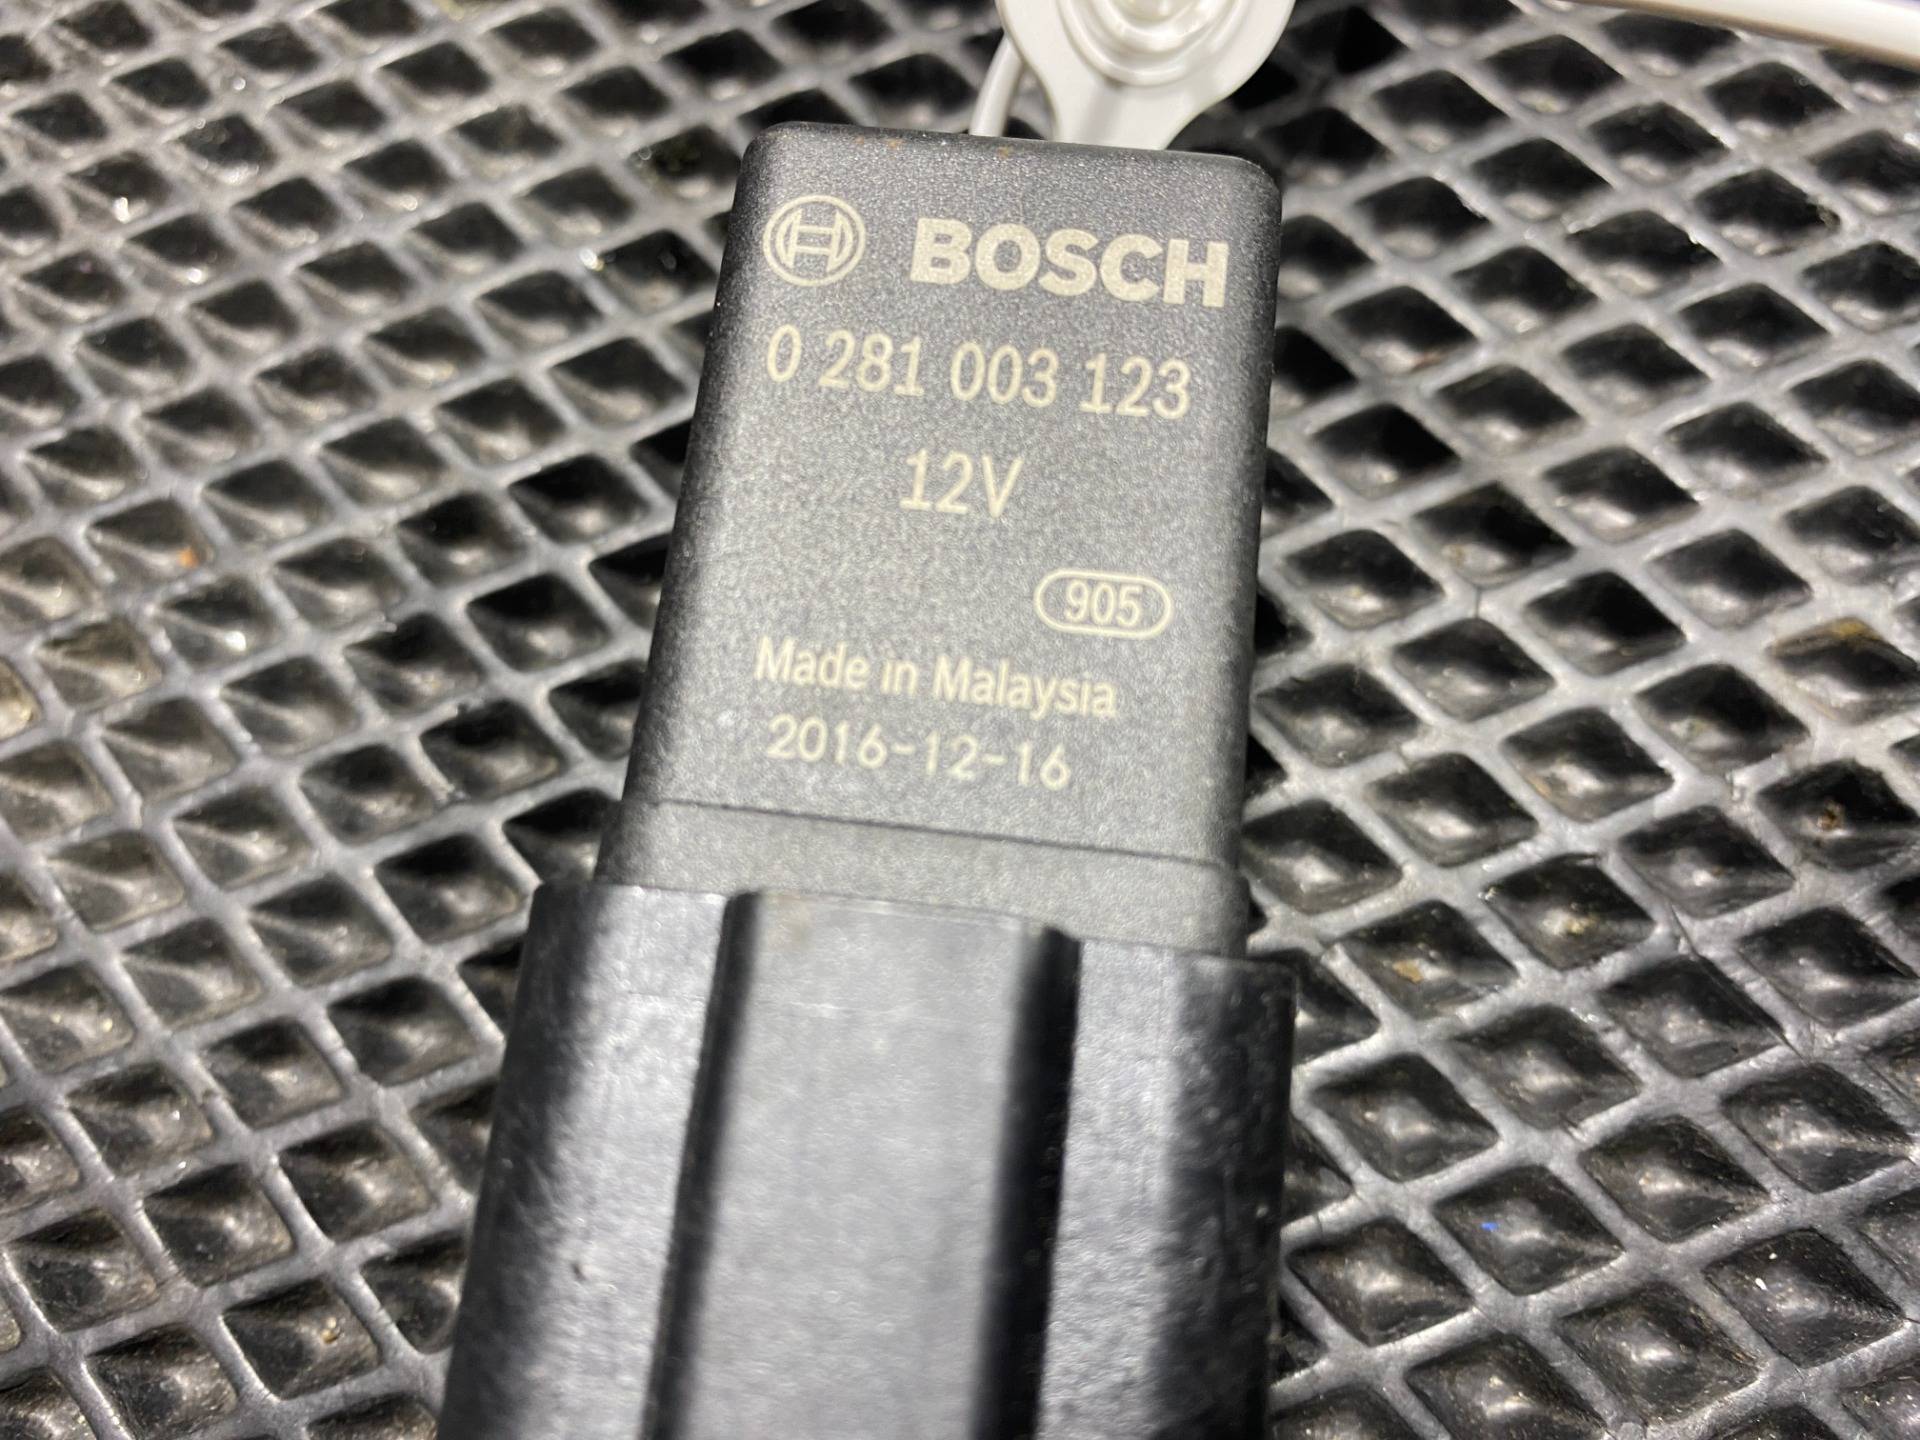 BOSCH
0 281 003 123
12V
905
Made in Malaysia
2016-12-16